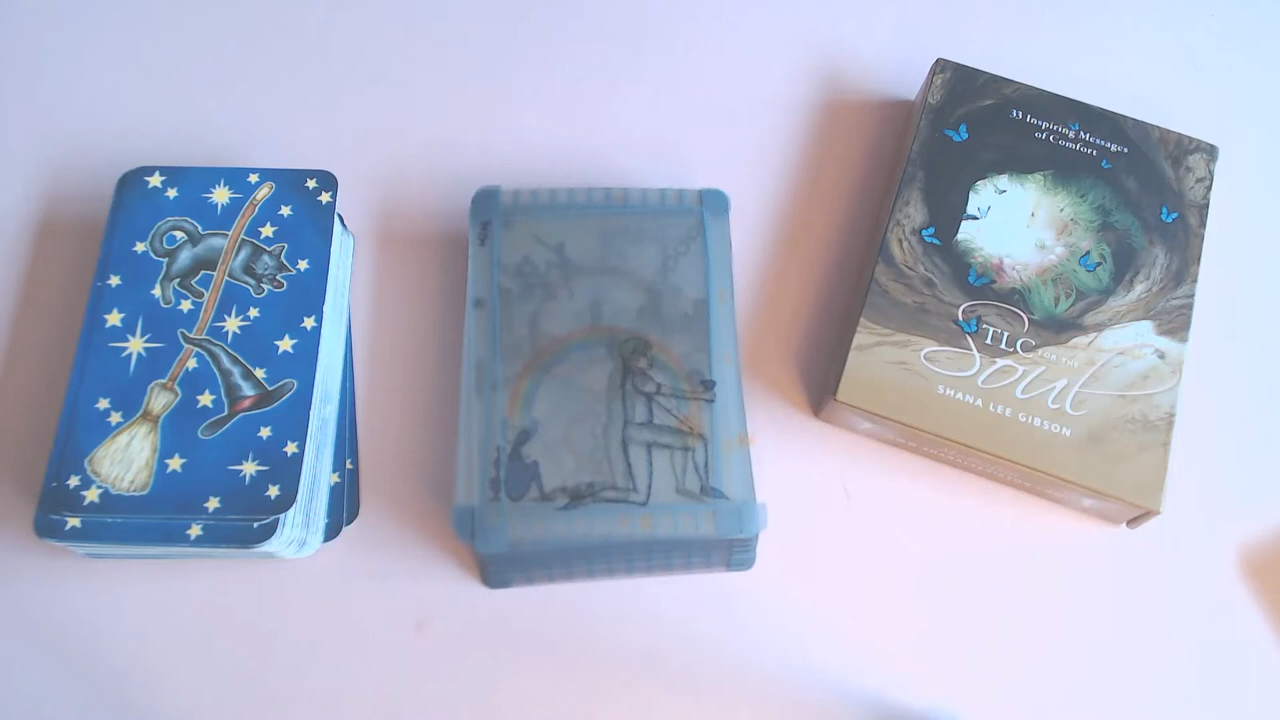 33 Inspiring Messages
of Comfort
TLC FOR THE
Soul
SHANA LEE GIBSON